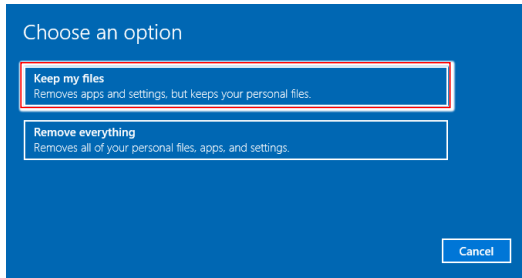 Choose an option
Keep my files
Removes apps and settings, but keeps your personal files.
Remove everything
Removes all of your personal files, apps, and settings.
Cancel